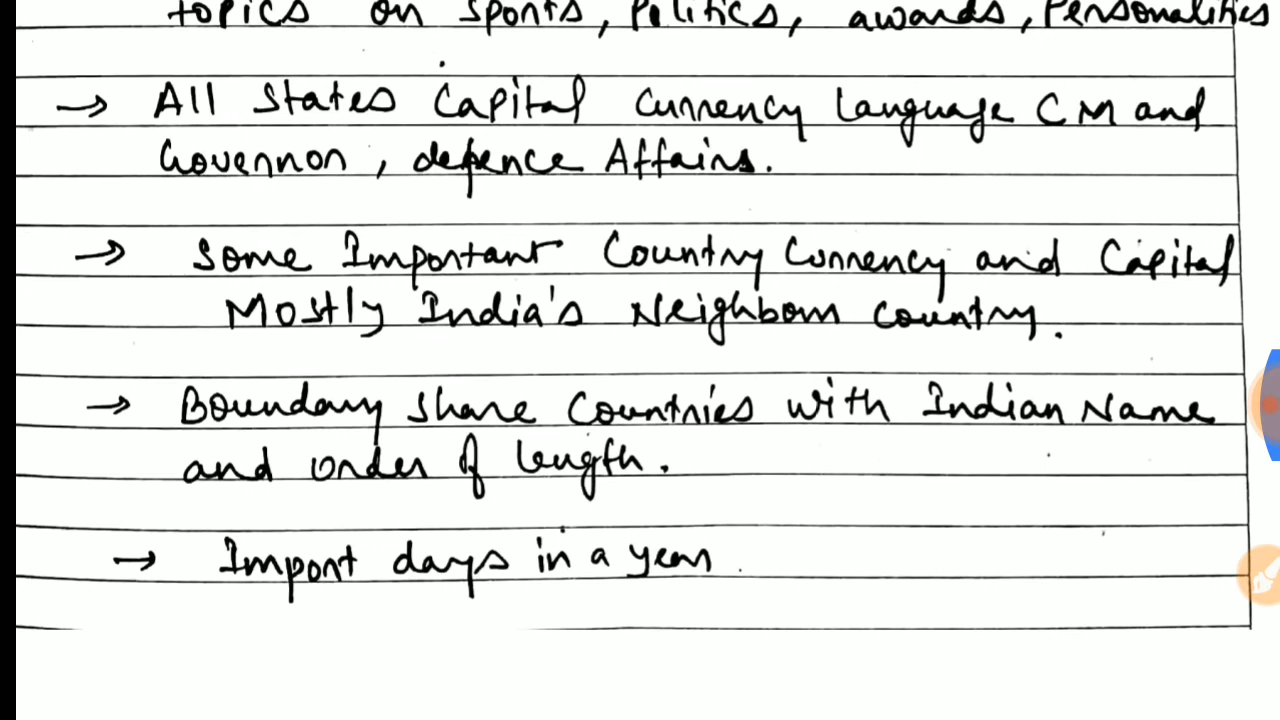 topics on sports, Politics, awards, Personalities
→ All States Capital Currency Language CM and
Governor, defence Affairs.
→ Some Important Country Currency and Capital
Mostly India's Neighbour Country.
→ Boundary share Countries with Indian Name
and order of length.
→ Import days in a year.